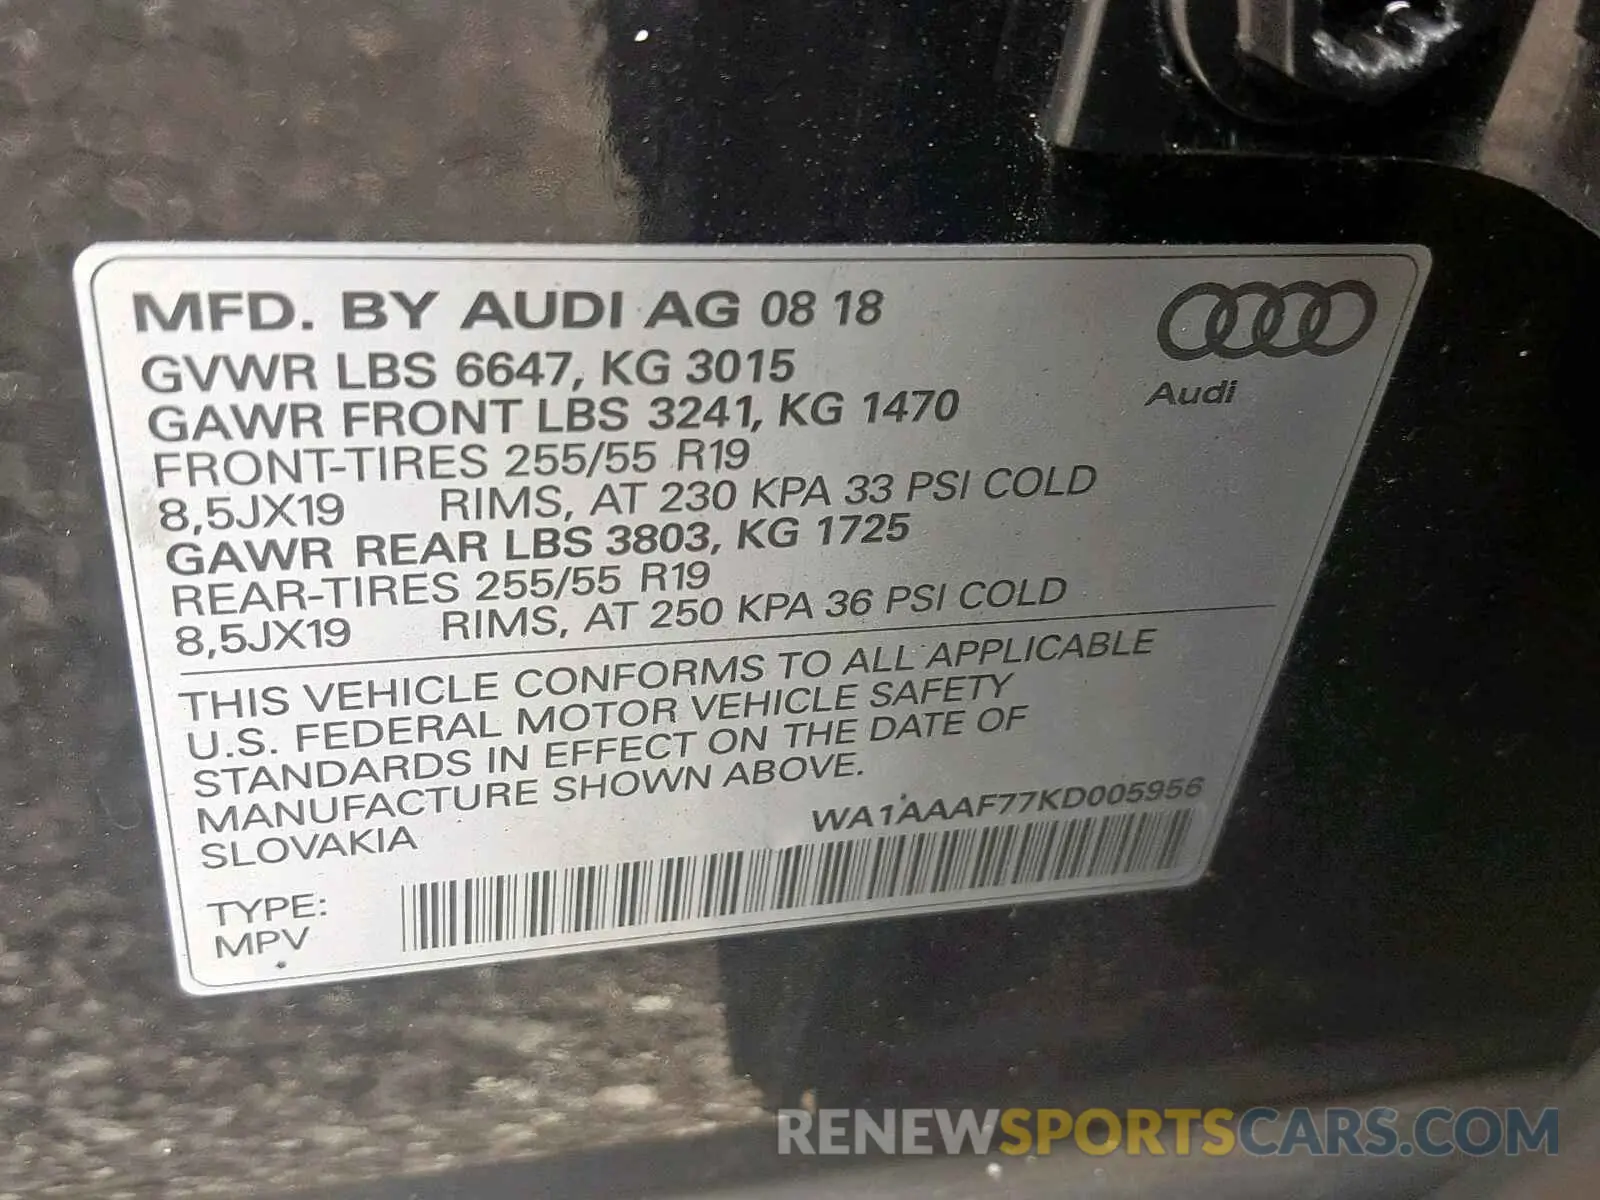 MFD. BY AUDI AG 08 18
GVWR LBS 6647, KG 3015
GAWR FRONT LBS 3241, KG 1470
FRONT-TIRES 255/55 R19
8,5JX19 RIMS, AT 230 KPA 33 PSI COLD
GAWR REAR LBS 3803, KG 1725
REAR-TIRES 255/55 R19
8,5JX19 RIMS, AT 250 KPA 36 PSI COLD
Audi
THIS VEHICLE CONFORMS TO ALL APPLICABLE
U.S. FEDERAL MOTOR VEHICLE SAFETY
STANDARDS IN EFFECT ON THE DATE OF
MANUFACTURE SHOWN ABOVE.
SLOVAKIA
WA1AAAF77KD005956
TYPE:
MPV
RENEWSPORTSCARS.COM